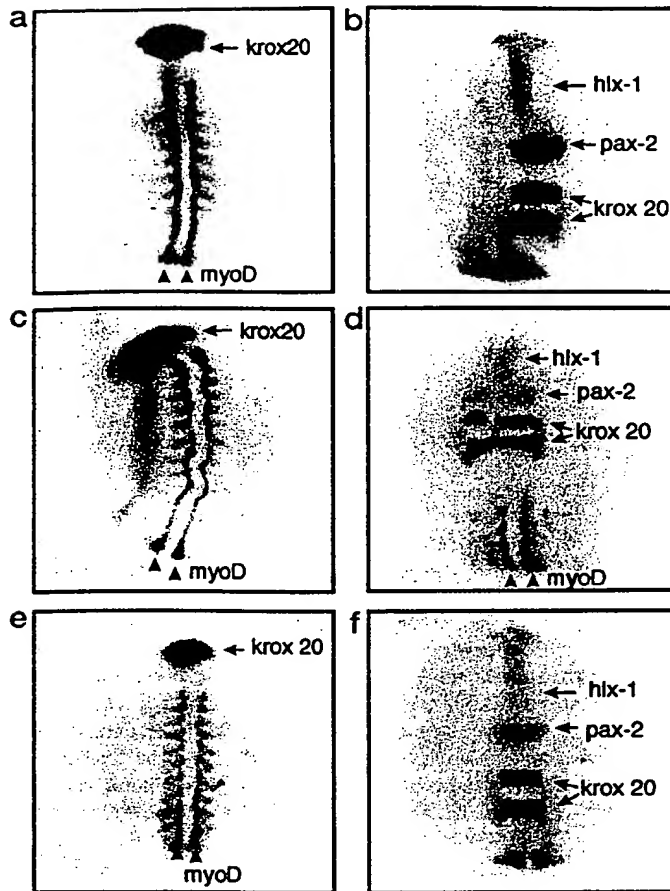 a
krox20
myoD
b
hlx-1
pax-2
krox 20
c
krox20
myoD
d
hlx-1
pax-2
krox 20
myoD
e
krox 20
myoD
f
hlx-1
pax-2
krox 20